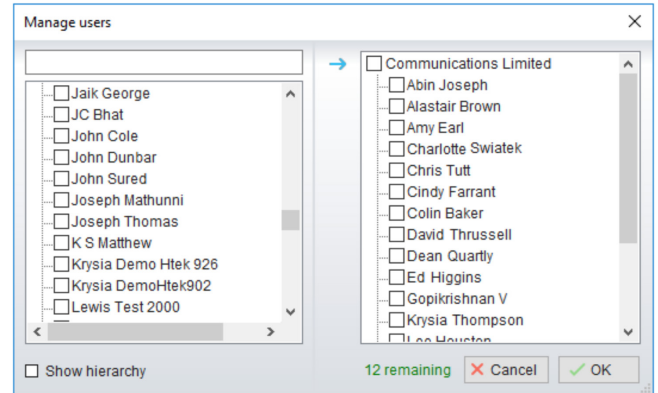 Manage users
Jaik George
JC Bhat
John Cole
John Dunbar
John Sured
Joseph Mathunni
Joseph Thomas
K S Matthew
Krysia Demo Htek 926
Krysia DemoHtek902
Lewis Test 2000
Show hierarchy
Communications Limited
Abin Joseph
Alastair Brown
Amy Earl
Charlotte Swiatek
Chris Tutt
Cindy Farrant
Colin Baker
David Thrussell
Dean Quartly
Ed Higgins
Gopikrishnan V
Krysia Thompson
12 remaining
Cancel
OK